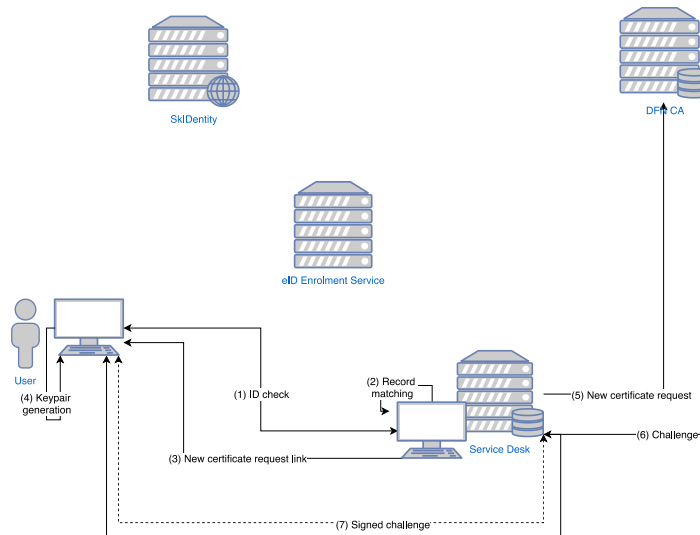 SkIDentity
DFN CA
eID Enrolment Service
User
(4) Keypair
generation
(1) ID check
(2) Record
matching
(5) New certificate request
(3) New certificate request link
Service Desk
(6) Challenge
(7) Signed challenge